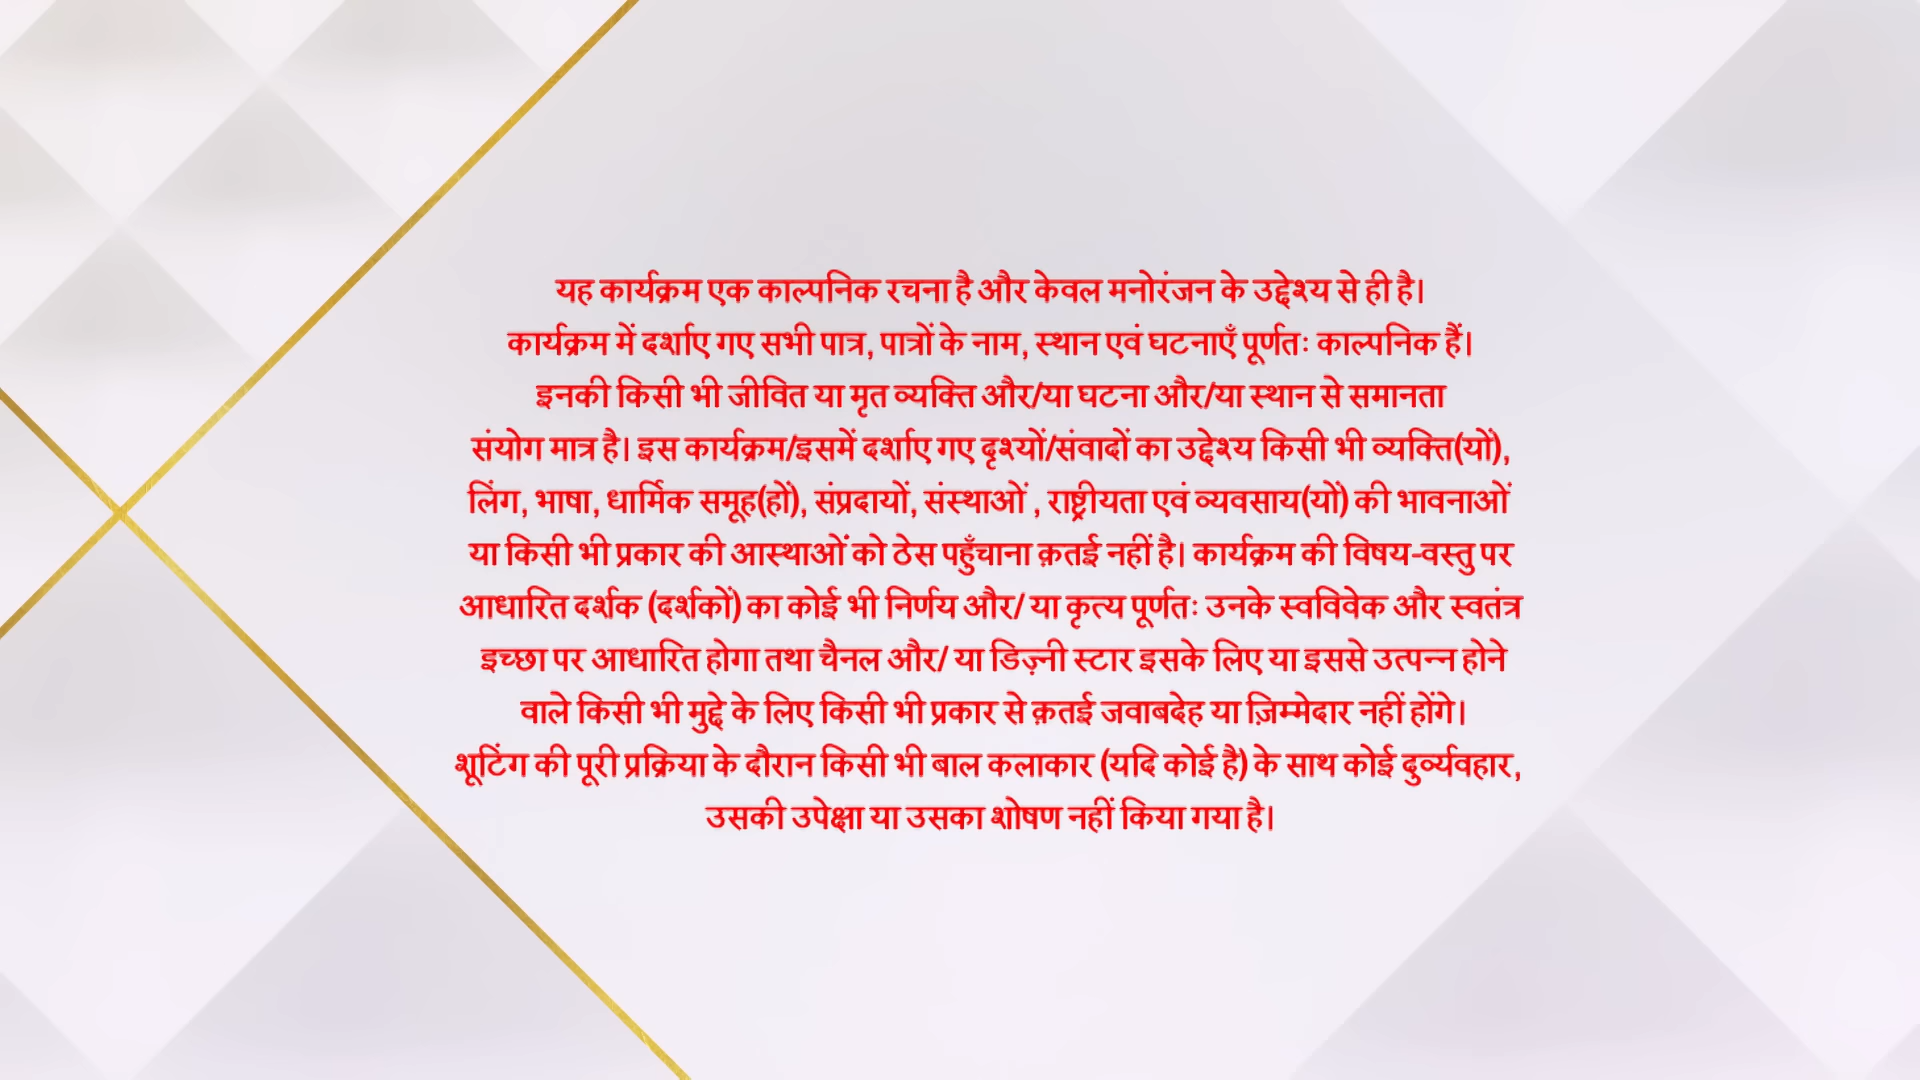 यह कार्यक्रम एक काल्पनिक रचना है और केवल मनोरंजन के उद्देश्य से ही है।
कार्यक्रम में दर्शाए गए सभी पात्र, पात्रों के नाम, स्थान एवं घटनाएँ पूर्णतः काल्पनिक हैं।
इनकी किसी भी जीवित या मृत व्यक्ति और/या घटना और/या स्थान से समानता
संयोग मात्र है। इस कार्यक्रम/इसमें दर्शाए गए दृश्यों/संवादों का उद्देश्य किसी भी व्यक्ति(यों),
लिंग, भाषा, धार्मिक समूह(हों), संप्रदायों, संस्थाओं , राष्ट्रीयता एवं व्यवसाय(यों) की भावनाओं
या किसी भी प्रकार की आस्थाओं को ठेस पहुँचाना क़तई नहीं है। कार्यक्रम की विषय-वस्तु पर
आधारित दर्शक (दर्शकों) का कोई भी निर्णय और/ या कृत्य पूर्णतः उनके स्वविवेक और स्वतंत्र
इच्छा पर आधारित होगा तथा चैनल और/ या डिज़्नी स्टार इसके लिए या इससे उत्पन्न होने
वाले किसी भी मुद्दे के लिए किसी भी प्रकार से क़तई जवाबदेह या ज़िम्मेदार नहीं होंगे।
शूटिंग की पूरी प्रक्रिया के दौरान किसी भी बाल कलाकार (यदि कोई है) के साथ कोई दुर्व्यवहार,
उसकी उपेक्षा या उसका शोषण नहीं किया गया है।